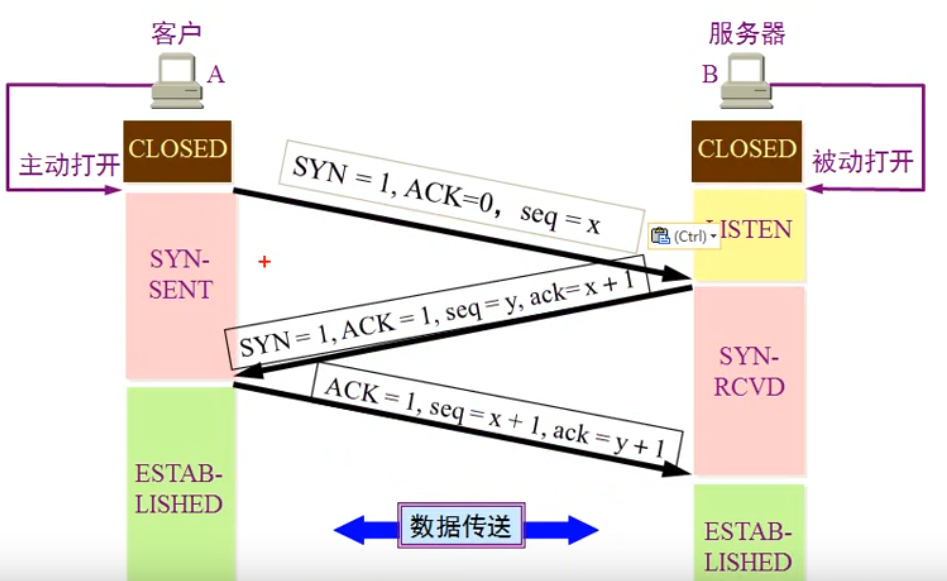 客户
服务器
A
B
CLOSED
CLOSED
主动打开
被动打开
SYN = 1, ACK=0，seq = x
(Ctrl)
LISTEN
SYN-
SENT
SYN = 1, ACK = 1, seq = y, ack= x + 1
SYN-
RCVD
ACK = 1, seq = x + 1, ack = y + 1
ESTAB-
LISHED
数据传送
ESTAB-
LISHED